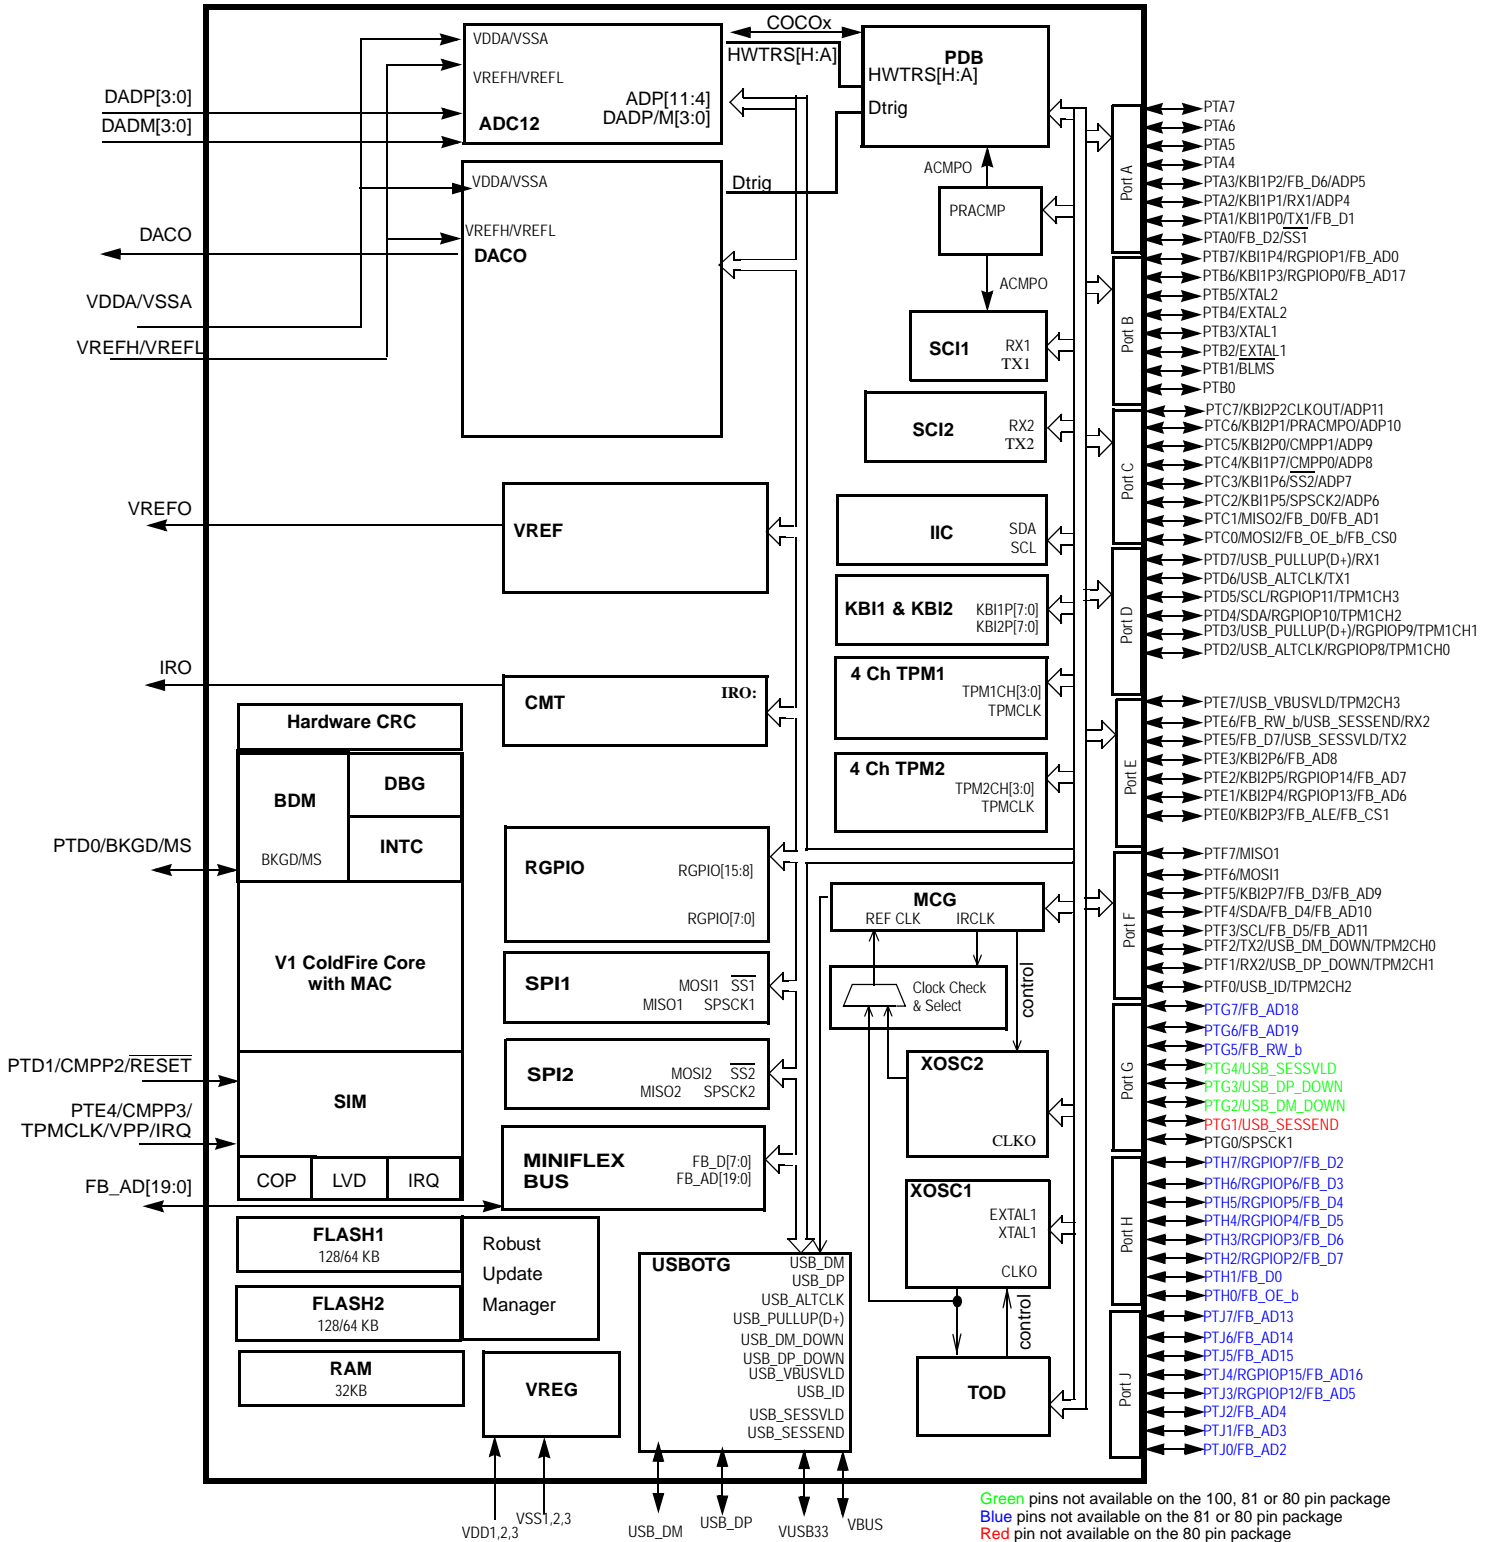 COCOx
VDDA/VSSA
HWTRS[H:A]
PDB
VREFH/VREFL
HWTRS[H:A]
DADP[3:0]
ADP[11:4]
DADP/M[3:0]
Dtrig
DADM[3:0]
ADC12
ACMPO
VDDA/VSSA
Dtrig
PRACMP
DACO
VREFH/VREFL
DACO
ACMPO
VDDA/VSSA
VREFH/VREFL
SCI1
RX1
TX1
SCI2
RX2
TX2
VREFO
VREF
IIC
SDA
SCL
KBI1 & KBI2
KBI1P[7:0]
KBI2P[7:0]
IRO
CMT
IRO:
4 Ch TPM1
TPM1CH[3:0]
TPMCLK
4 Ch TPM2
TPM2CH[3:0]
TPMCLK
Hardware CRC
BDM
DBG
INTC
PTD0/BKGD/MS
BKGD/MS
RGPIO
RGPIO[15:8]
RGPIO[7:0]
MCG
REF CLK
IRCLK
V1 ColdFire Core
with MAC
SPI1
MOSI1 SS1
MISO1 SPSCK1
Clock Check
& Select
control
PTD1/CMPP2/RESET
SIM
SPI2
MOSI2 SS2
MISO2 SPSCK2
XOSC2
CLKO
PTE4/CMPP3/
TPMCLK/VPP/IRQ
COP
LVD
IRQ
MINIFLEX
BUS
FB_D[7:0]
FB_AD[19:0]
FB_AD[19:0]
XOSC1
EXTAL1
XTAL1
CLKO
control
FLASH1
128/64 KB
FLASH2
128/64 KB
Robust
Update
Manager
RAM
32KB
VREG
USBOTG
USB_DM
USB_DP
USB_ALTCLK
USB_PULLUP(D+)
USB_DM_DOWN
USB_DP_DOWN
USB_VBUSVLD
USB_ID
USB_SESSVLD
USB_SESSEND
TOD
VDD1,2,3
VSS1,2,3
USB_DM
USB_DP
VUSB33
VBUS
Port A
PTA7
PTA6
PTA5
PTA4
PTA3/KBI1P2/FB_D6/ADP5
PTA2/KBI1P1/RX1/ADP4
PTA1/KBI1P0/TX1/FB_D1
PTA0/FB_D2/SS1
Port B
PTB7/KBI1P4/RGPIOP1/FB_AD0
PTB6/KBI1P3/RGPIOP0/FB_AD17
PTB5/XTAL2
PTB4/EXTAL2
PTB3/XTAL1
PTB2/EXTAL1
PTB1/BLMS
PTB0
Port C
PTC7/KBI2P2CLKOUT/ADP11
PTC6/KBI2P1/PRACMPO/ADP10
PTC5/KBI2P0/CMPP1/ADP9
PTC4/KBI1P7/CMPP0/ADP8
PTC3/KBI1P6/SS2/ADP7
PTC2/KBI1P5/SPSCK2/ADP6
PTC1/MISO2/FB_D0/FB_AD1
PTC0/MOSI2/FB_OE_b/FB_CS0
Port D
PTD7/USB_PULLUP(D+)/RX1
PTD6/USB_ALTCLK/TX1
PTD5/SCL/RGPIOP11/TPM1CH3
PTD4/SDA/RGPIOP10/TPM1CH2
PTD3/USB_PULLUP(D+)/RGPIOP9/TPM1CH1
PTD2/USB_ALTCLK/RGPIOP8/TPM1CH0
Port E
PTE7/USB_VBUSVLD/TPM2CH3
PTE6/FB_RW_b/USB_SESSEND/RX2
PTE5/FB_D7/USB_SESSVLD/TX2
PTE3/KBI2P6/FB_AD8
PTE2/KBI2P5/RGPIOP14/FB_AD7
PTE1/KBI2P4/RGPIOP13/FB_AD6
PTE0/KBI2P3/FB_ALE/FB_CS1
Port F
PTF7/MISO1
PTF6/MOSI1
PTF5/KBI2P7/FB_D3/FB_AD9
PTF4/SDA/FB_D4/FB_AD10
PTF3/SCL/FB_D5/FB_AD11
PTF2/TX2/USB_DM_DOWN/TPM2CH0
PTF1/RX2/USB_DP_DOWN/TPM2CH1
PTF0/USB_ID/TPM2CH2
Port G
PTG7/FB_AD18
PTG6/FB_AD19
PTG5/FB_RW_b
PTG4/USB_SESSVLD
PTG3/USB_DP_DOWN
PTG2/USB_DM_DOWN
PTG1/USB_SESSEND
PTG0/SPSCK1
Port H
PTH7/RGPIOP7/FB_D2
PTH6/RGPIOP6/FB_D3
PTH5/RGPIOP5/FB_D4
PTH4/RGPIOP4/FB_D5
PTH3/RGPIOP3/FB_D6
PTH2/RGPIOP2/FB_D7
PTH1/FB_D0
PTH0/FB_OE_b
Port J
PTJ7/FB_AD13
PTJ6/FB_AD14
PTJ5/FB_AD15
PTJ4/RGPIOP15/FB_AD16
PTJ3/RGPIOP12/FB_AD5
PTJ2/FB_AD4
PTJ1/FB_AD3
PTJ0/FB_AD2
Green pins not available on the 100, 81 or 80 pin package
Blue pins not available on the 81 or 80 pin package
Red pin not available on the 80 pin package